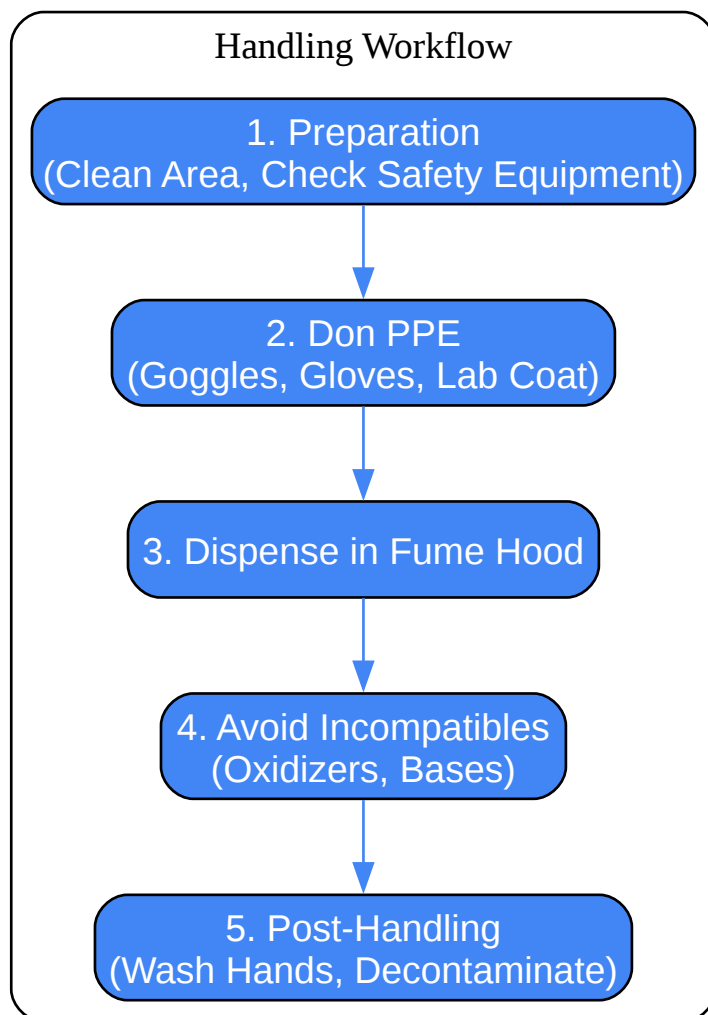 Handling Workflow
1. Preparation
(Clean Area, Check Safety Equipment)
2. Don PPE
(Goggles, Gloves, Lab Coat)
3. Dispense in Fume Hood
4. Avoid Incompatibles
(Oxidizers, Bases)
5. Post-Handling
(Wash Hands, Decontaminate)